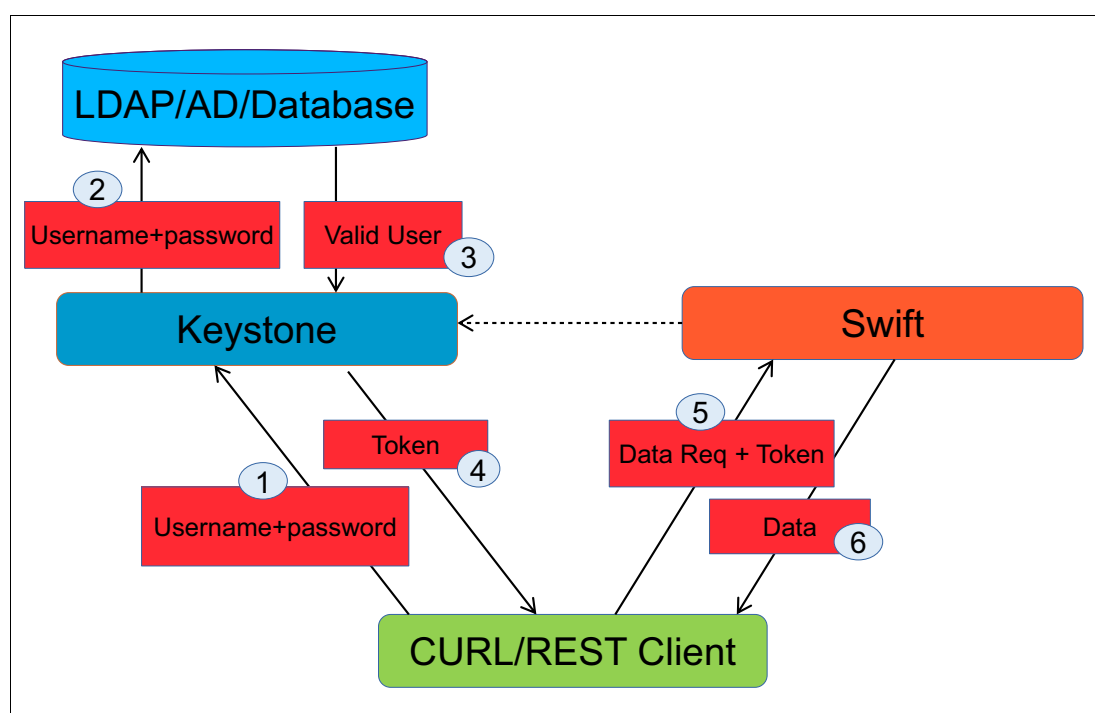 LDAP/AD/Database
2
Username+password
Valid User
3
Keystone
Swift
5
Token
4
Data Req + Token
1
Username+password
Data
6
CURL/REST Client